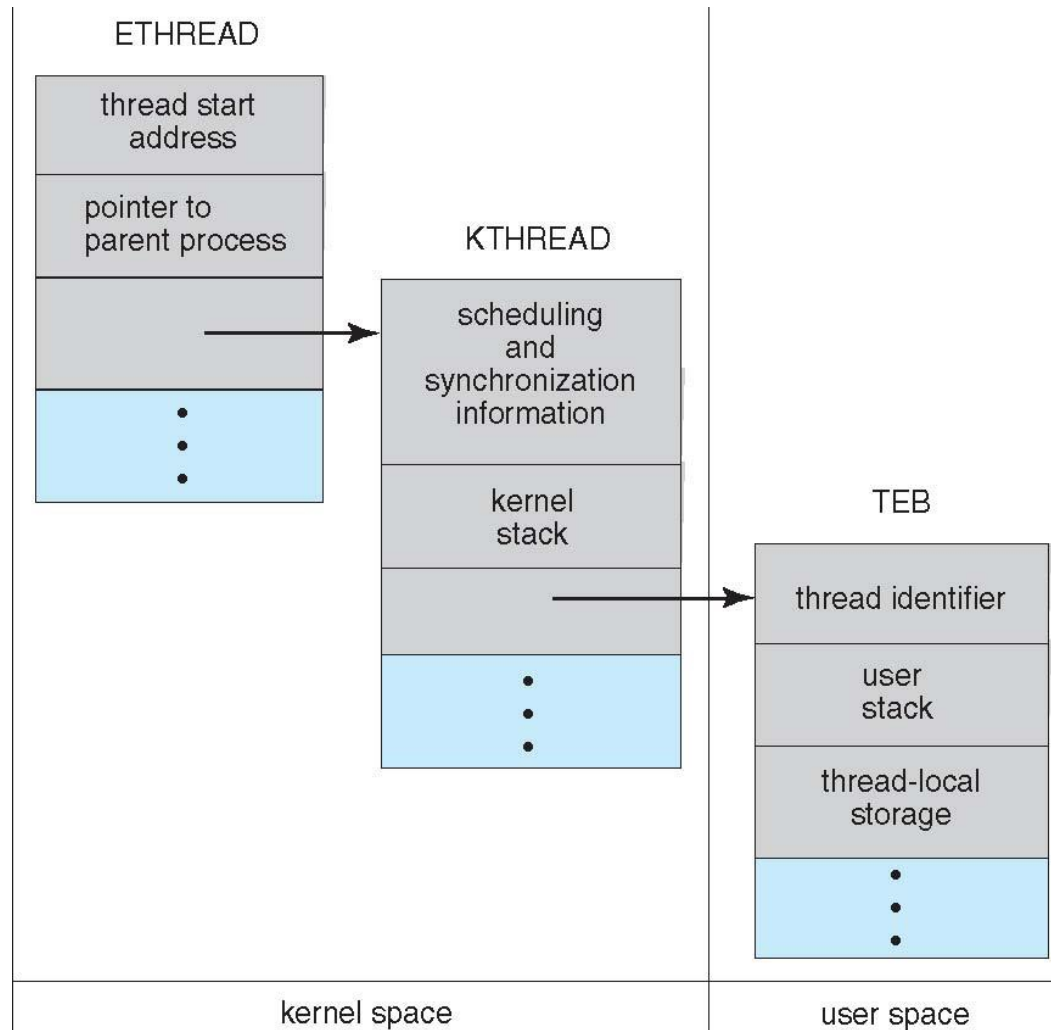 ETHREAD
thread start
address
pointer to
parent process
KTHREAD
scheduling
and
synchronization
information
kernel
stack
TEB
thread identifier
user
stack
thread-local
storage
kernel space
user space